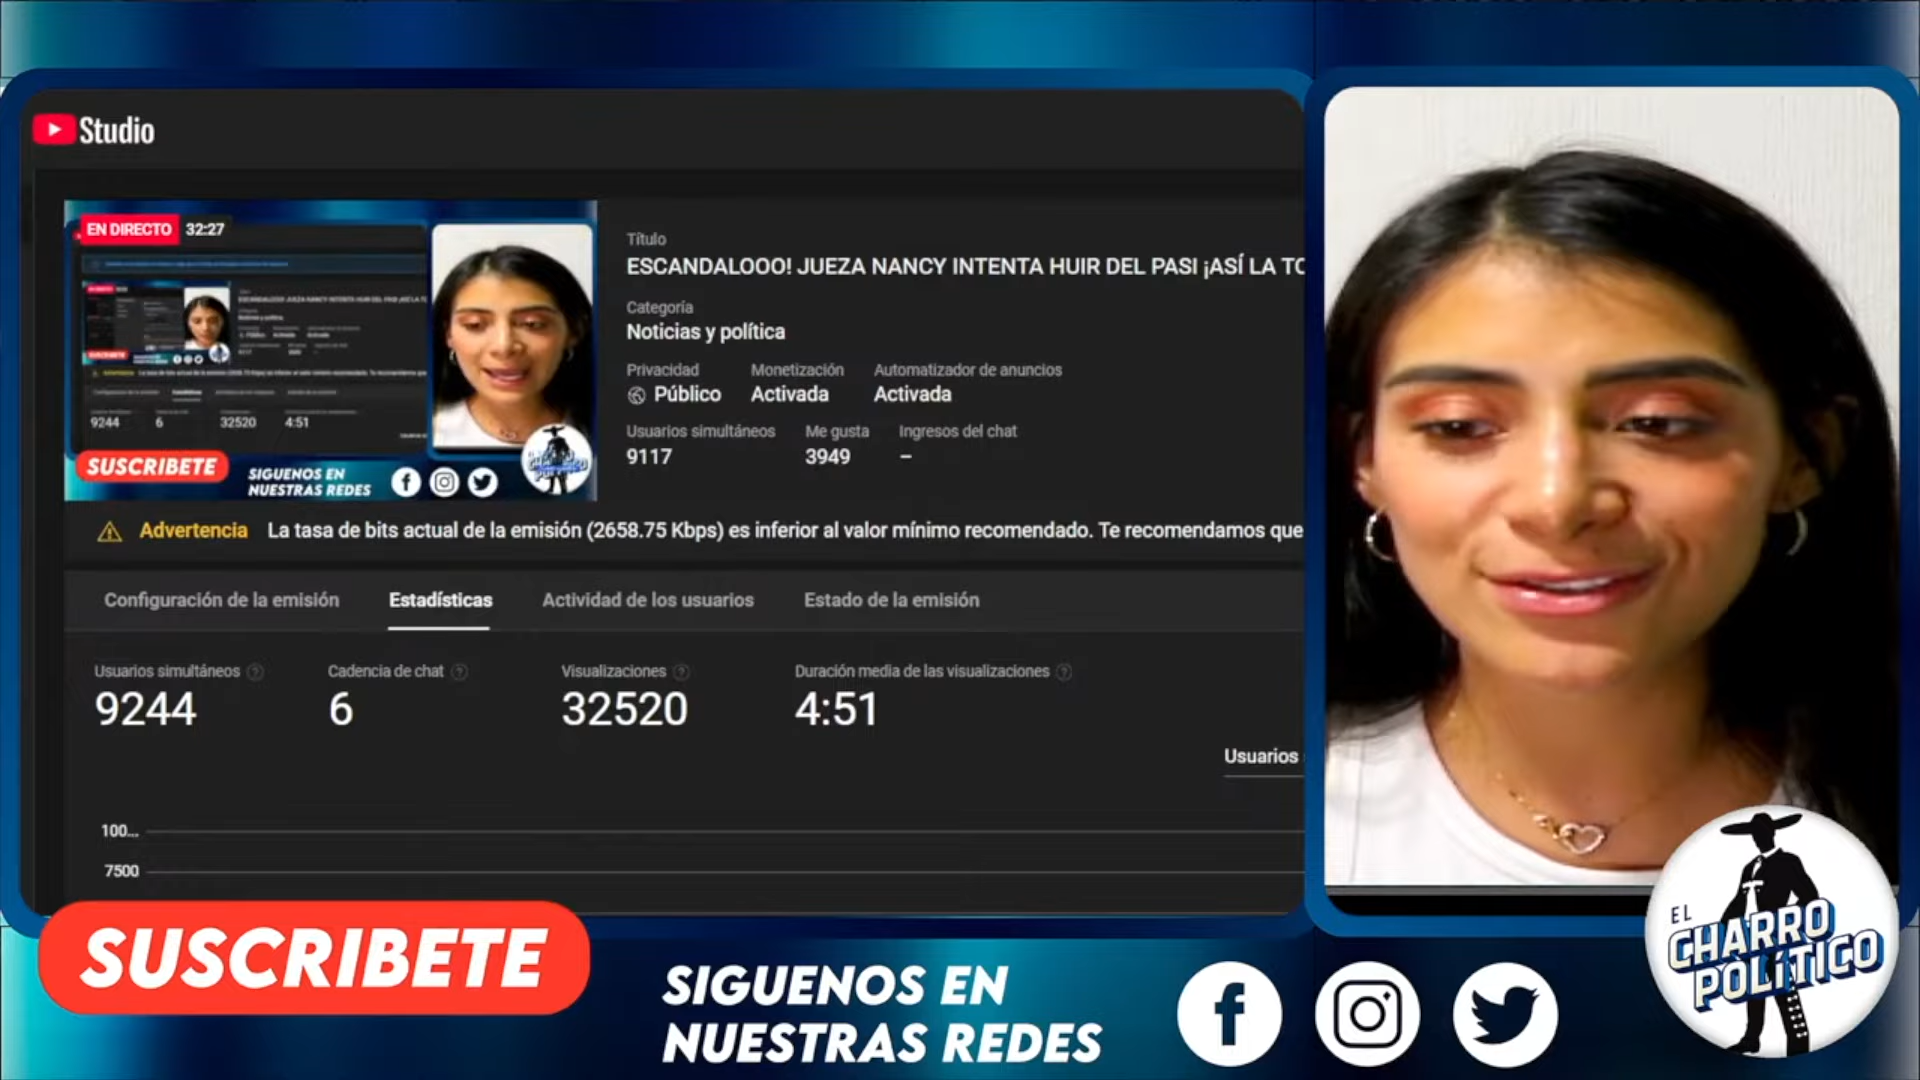 Studio
EN DIRECTO 32:27
9244 6 32520 4:51
SUSCRIBETE
SIGUENOS EN
NUESTRAS REDES
Título
ESCANDALOOO! JUEZA NANCY INTENTA HUIR DEL PASI ¡ASÍ LA TO
Categoría
Noticias y política
Privacidad Monetización Automatizador de anuncios
Público Activada Activada
Usuarios simultáneos Me gusta Ingresos del chat
9117 3949 –
Advertencia La tasa de bits actual de la emisión (2658.75 Kbps) es inferior al valor mínimo recomendado. Te recomendamos que
Configuración de la emisión Estadísticas Actividad de los usuarios Estado de la emisión
Usuarios simultáneos ? Cadencia de chat ? Visualizaciones ? Duración media de las visualizaciones ?
9244 6 32520 4:51
Usuarios
100...
7500
SUSCRIBETE
SIGUENOS EN
NUESTRAS REDES
EL
CHARRO
POLÍTICO